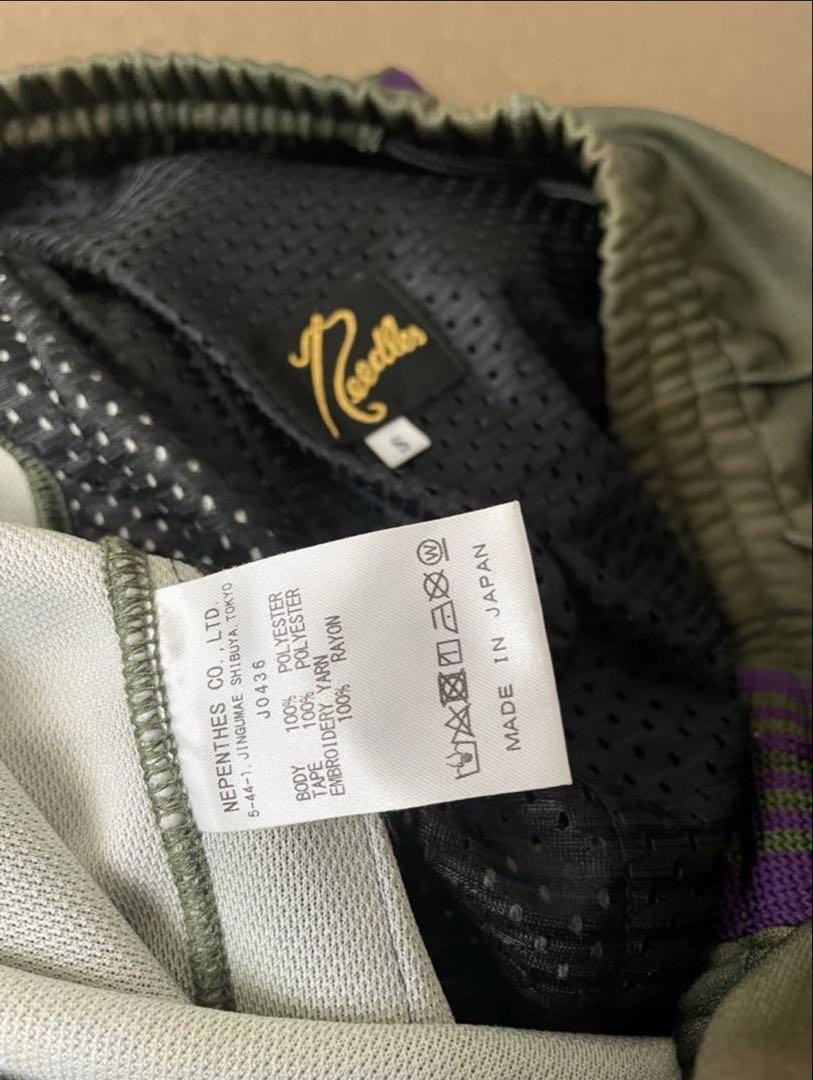 Needles
S
NEPENTHES CO.,LTD.
5-44-1, JINGUMAE SHIBUYA.TOKYO
J0436
BODY 100% POLYESTER
TAPE 100% POLYESTER
EMBROIDERY YARN
100% RAYON
W
MADE IN JAPAN